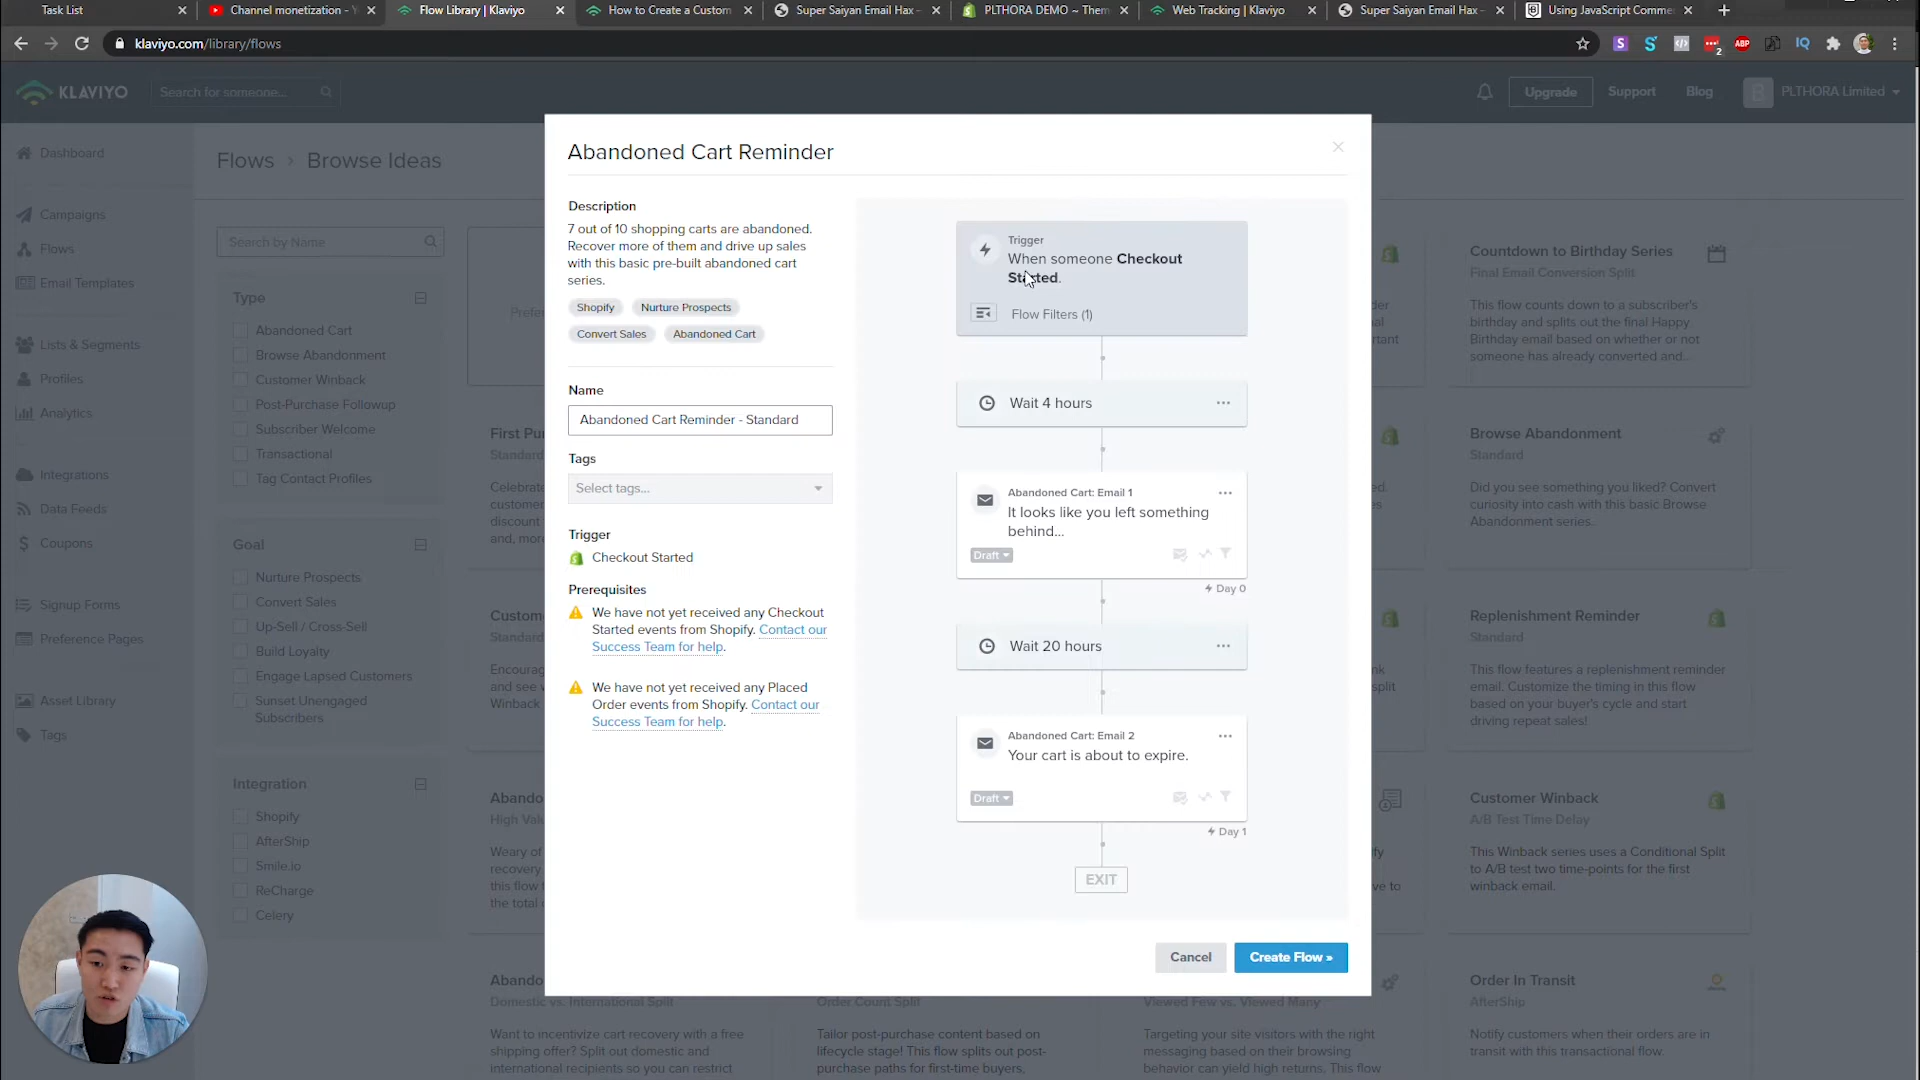 Task List
Channel monetization - Y
Flow Library | Klaviyo
How to Create a Custom
Super Saiyan Email Hax -
PLTHORA DEMO ~ Them
Web Tracking | Klaviyo
Super Saiyan Email Hax -
Using JavaScript Comme
klaviyo.com/library/flows
KLAVIYO
Search for someone...
Upgrade
Support
Blog
PLTHORA Limited
Dashboard
Campaigns
Flows
Email Templates
Lists & Segments
Profiles
Analytics
Integrations
Data Feeds
Coupons
Signup Forms
Preference Pages
Asset Library
Tags
Flows > Browse Ideas
Search by Name
Type
Abandoned Cart
Browse Abandonment
Customer Winback
Post-Purchase Followup
Subscriber Welcome
Transactional
Tag Contact Profiles
Goal
Nurture Prospects
Convert Sales
Up-Sell / Cross-Sell
Build Loyalty
Engage Lapsed Customers
Sunset Unengaged
Subscribers
Integration
Shopify
AfterShip
Smile.io
ReCharge
Celery
Abandoned Cart Reminder
Description
7 out of 10 shopping carts are abandoned.
Recover more of them and drive up sales
with this basic pre-built abandoned cart
series.
Shopify
Nurture Prospects
Convert Sales
Abandoned Cart
Name
Abandoned Cart Reminder - Standard
Tags
Select tags...
Trigger
Checkout Started
Prerequisites
We have not yet received any Checkout
Started events from Shopify. Contact our
Success Team for help.
We have not yet received any Placed
Order events from Shopify. Contact our
Success Team for help.
Trigger
When someone Checkout
Started.
Flow Filters (1)
Wait 4 hours
Abandoned Cart: Email 1
It looks like you left something
behind...
Draft
Day 0
Wait 20 hours
Abandoned Cart: Email 2
Your cart is about to expire.
Draft
Day 1
EXIT
Cancel
Create Flow »
Countdown to Birthday Series
Final Email Conversion Split
This flow counts down to a subscriber's
birthday and splits out the final Happy
Birthday email based on whether or not
someone has already converted and...
Browse Abandonment
Standard
Did you see something you liked? Convert
curiosity into cash with this basic Browse
Abandonment series.
Replenishment Reminder
Standard
This flow features a replenishment reminder
email. Customize the timing in this flow
based on your buyer's cycle and start
driving repeat sales!
Customer Winback
A/B Test Time Delay
This Winback series uses a Conditional Split
to A/B test two time-points for the first
winback email.
Order In Transit
AfterShip
Notify customers when their orders are in
transit with this transactional flow.
Domestic vs. International Split
Want to incentivize cart recovery with a free
shipping offer? Split out domestic and
international recipients so you can restrict
Order Count Split
Tailor post-purchase content based on
lifecycle stage! This flow splits out post-
purchase paths for first-time buyers,
Viewed Few vs. Viewed Many
Targeting your site visitors with the right
messaging based on their browsing
behavior can yield high returns. This flow